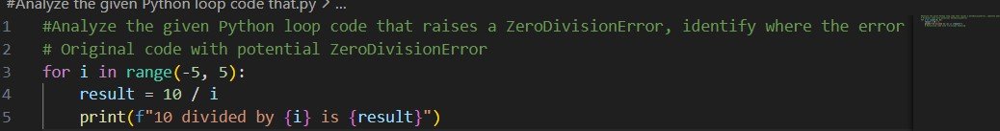 #Analyze the given Python loop code that.py > ...
1 #Analyze the given Python loop code that raises a ZeroDivisionError, identify where the error
2 # Original code with potential ZeroDivisionError
3 for i in range(-5, 5):
4 result = 10 / i
5 print(f"10 divided by {i} is {result}")